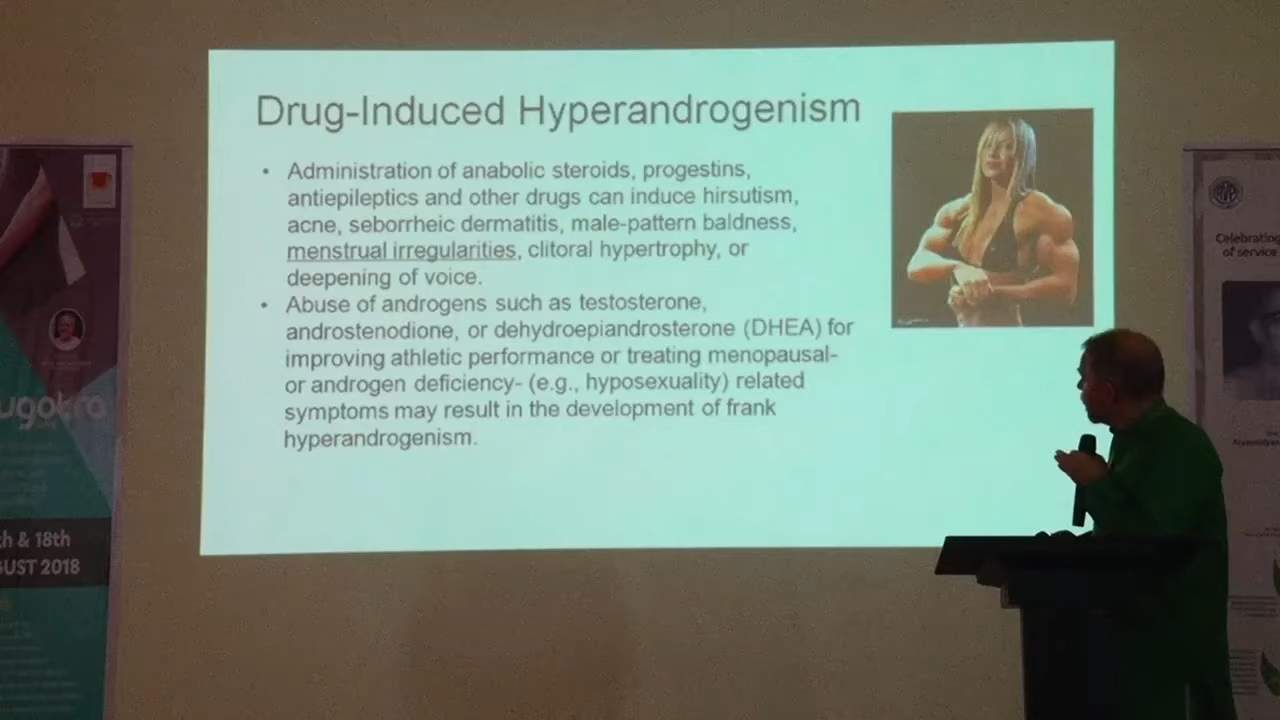 Drug-Induced Hyperandrogenism
• Administration of anabolic steroids, progestins,
antiepileptics and other drugs can induce hirsutism,
acne, seborrheic dermatitis, male-pattern baldness,
menstrual irregularities, clitoral hypertrophy, or
deepening of voice.
• Abuse of androgens such as testosterone,
androstenodione, or dehydroepiandrosterone (DHEA) for
improving athletic performance or treating menopausal-
or androgen deficiency- (e.g., hyposexuality) related
symptoms may result in the development of frank
hyperandrogenism.
& 18th
2018
Celebrating
of service